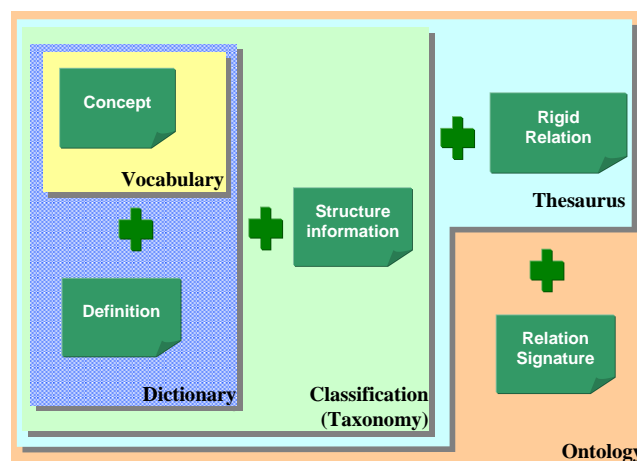 Concept
Vocabulary
Definition
Dictionary
Structure
information
Classification
(Taxonomy)
Rigid
Relation
Thesaurus
Relation
Signature
Ontology